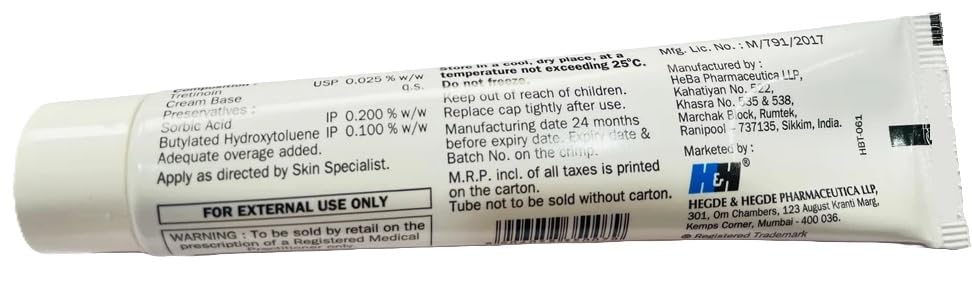 Composition :
Tretinoin USP 0.025 % w/w
Cream Base q.s.
Preservatives :
Sorbic Acid IP 0.200 % w/w
Butylated Hydroxytoluene IP 0.100 % w/w
Adequate overage added.
Apply as directed by Skin Specialist.
FOR EXTERNAL USE ONLY
WARNING : To be sold by retail on the
prescription of a Registered Medical
Practitioner only.
Store in a cool, dry place, at a
temperature not exceeding 25°C.
Do not freeze.
Keep out of reach of children.
Replace cap tightly after use.
Manufacturing date 24 months
before expiry date. Expiry date &
Batch No. on the crimp.
M.R.P. incl. of all taxes is printed
on the carton.
Tube not to be sold without carton.
Mfg. Lic. No. : M/791/2017
Manufactured by :
HeBa Pharmaceutica LLP,
Kahatiyan No. 522,
Khasra No. 535 & 538,
Marchak Block, Rumtek,
Ranipool - 737135, Sikkim, India.
Marketed by :
H&H®
HEGDE & HEGDE PHARMACEUTICA LLP,
301, Om Chambers, 123 August Kranti Marg,
Kemps Corner, Mumbai - 400 036.
® Registered Trademark
HBT-061